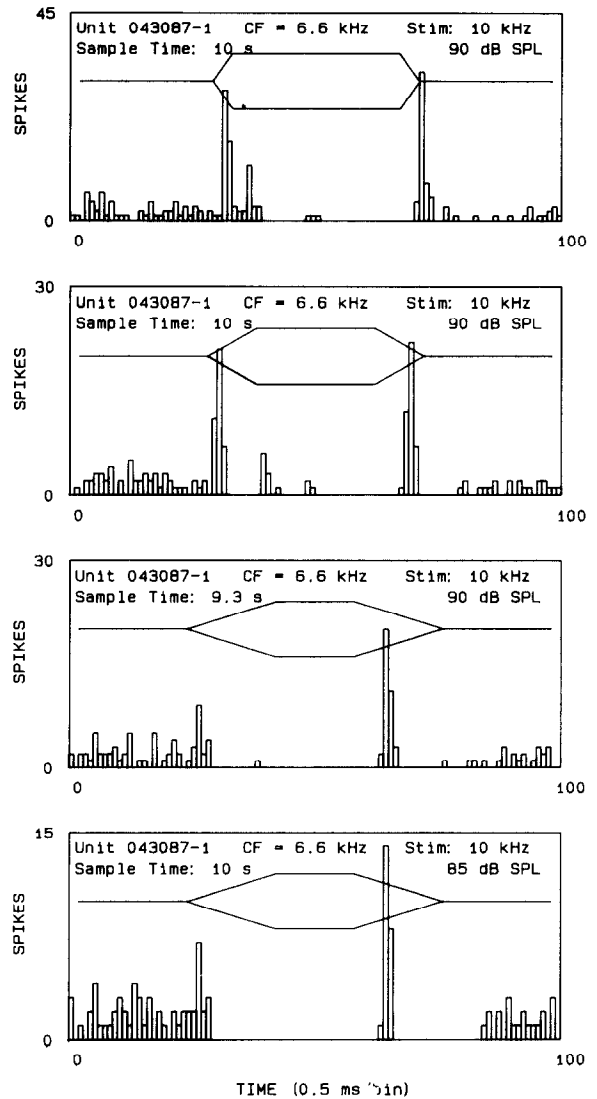 45
Unit 043087-1 CF = 6.6 kHz Stim: 10 kHz
Sample Time: 10 s 90 dB SPL
SPIKES
0
0 100
30
Unit 043087-1 CF = 6.6 kHz Stim: 10 kHz
Sample Time: 10 s 90 dB SPL
SPIKES
0
0 100
30
Unit 043087-1 CF = 6.6 kHz Stim: 10 kHz
Sample Time: 9.3 s 90 dB SPL
SPIKES
0
0 100
15
Unit 043087-1 CF = 6.6 kHz Stim: 10 kHz
Sample Time: 10 s 85 dB SPL
SPIKES
0
0 100
TIME (0.5 ms bin)